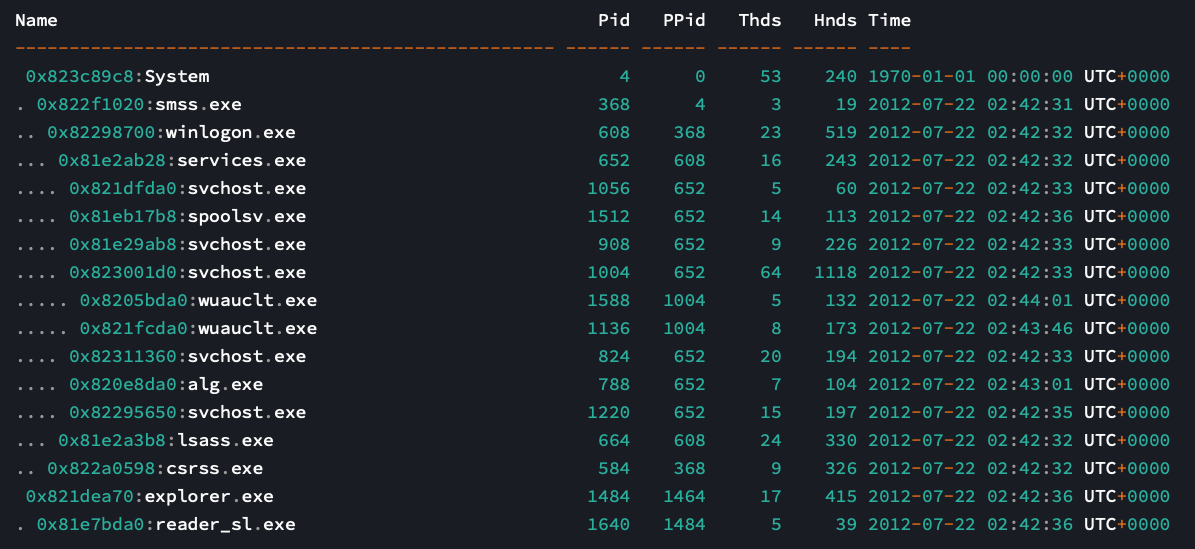 Name                                                  Pid   PPid   Thds   Hnds Time
-------------------------------------------------- ------ ------ ------ ------ ----
 0x823c89c8:System                                      4      0     53    240 1970-01-01 00:00:00 UTC+0000
. 0x822f1020:smss.exe                                 368      4      3     19 2012-07-22 02:42:31 UTC+0000
.. 0x82298700:winlogon.exe                            608    368     23    519 2012-07-22 02:42:32 UTC+0000
... 0x81e2ab28:services.exe                           652    608     16    243 2012-07-22 02:42:32 UTC+0000
.... 0x821dfda0:svchost.exe                          1056    652      5     60 2012-07-22 02:42:33 UTC+0000
.... 0x81eb17b8:spoolsv.exe                          1512    652     14    113 2012-07-22 02:42:36 UTC+0000
.... 0x81e29ab8:svchost.exe                           908    652      9    226 2012-07-22 02:42:33 UTC+0000
.... 0x823001d0:svchost.exe                          1004    652     64   1118 2012-07-22 02:42:33 UTC+0000
..... 0x8205bda0:wuauclt.exe                         1588   1004      5    132 2012-07-22 02:44:01 UTC+0000
..... 0x821fcda0:wuauclt.exe                         1136   1004      8    173 2012-07-22 02:43:46 UTC+0000
.... 0x82311360:svchost.exe                           824    652     20    194 2012-07-22 02:42:33 UTC+0000
.... 0x820e8da0:alg.exe                               788    652      7    104 2012-07-22 02:43:01 UTC+0000
.... 0x82295650:svchost.exe                          1220    652     15    197 2012-07-22 02:42:35 UTC+0000
... 0x81e2a3b8:lsass.exe                              664    608     24    330 2012-07-22 02:42:32 UTC+0000
.. 0x822a0598:csrss.exe                               584    368      9    326 2012-07-22 02:42:32 UTC+0000
 0x821dea70:explorer.exe                             1484   1464     17    415 2012-07-22 02:42:36 UTC+0000
. 0x81e7bda0:reader_sl.exe                           1640   1484      5     39 2012-07-22 02:42:36 UTC+0000